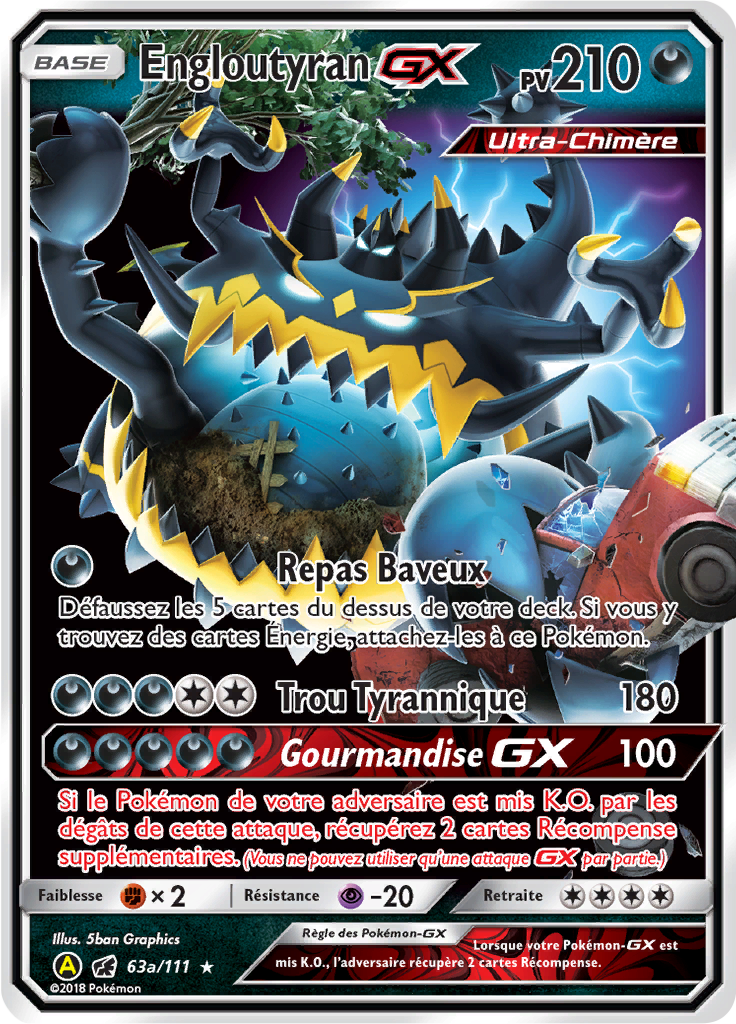 BASE
Engloutyran GX
PV210
Ultra-Chimère
Repas Baveux
Défaussez les 5 cartes du dessus de votre deck. Si vous y
trouvez des cartes Énergie, attachez-les à ce Pokémon.
Trou Tyrannique 180
Gourmandise GX 100
Si le Pokémon de votre adversaire est mis K.O. par les
dégâts de cette attaque, récupérez 2 cartes Récompense
supplémentaires. (Vous ne pouvez utiliser qu'une attaque GX par partie.)
Faiblesse ×2 Résistance -20 Retraite
Illus. 5ban Graphics
A 63a/111
©2018 Pokémon
Règle des Pokémon-GX
Lorsque votre Pokémon-GX est
mis K.O., l'adversaire récupère 2 cartes Récompense.